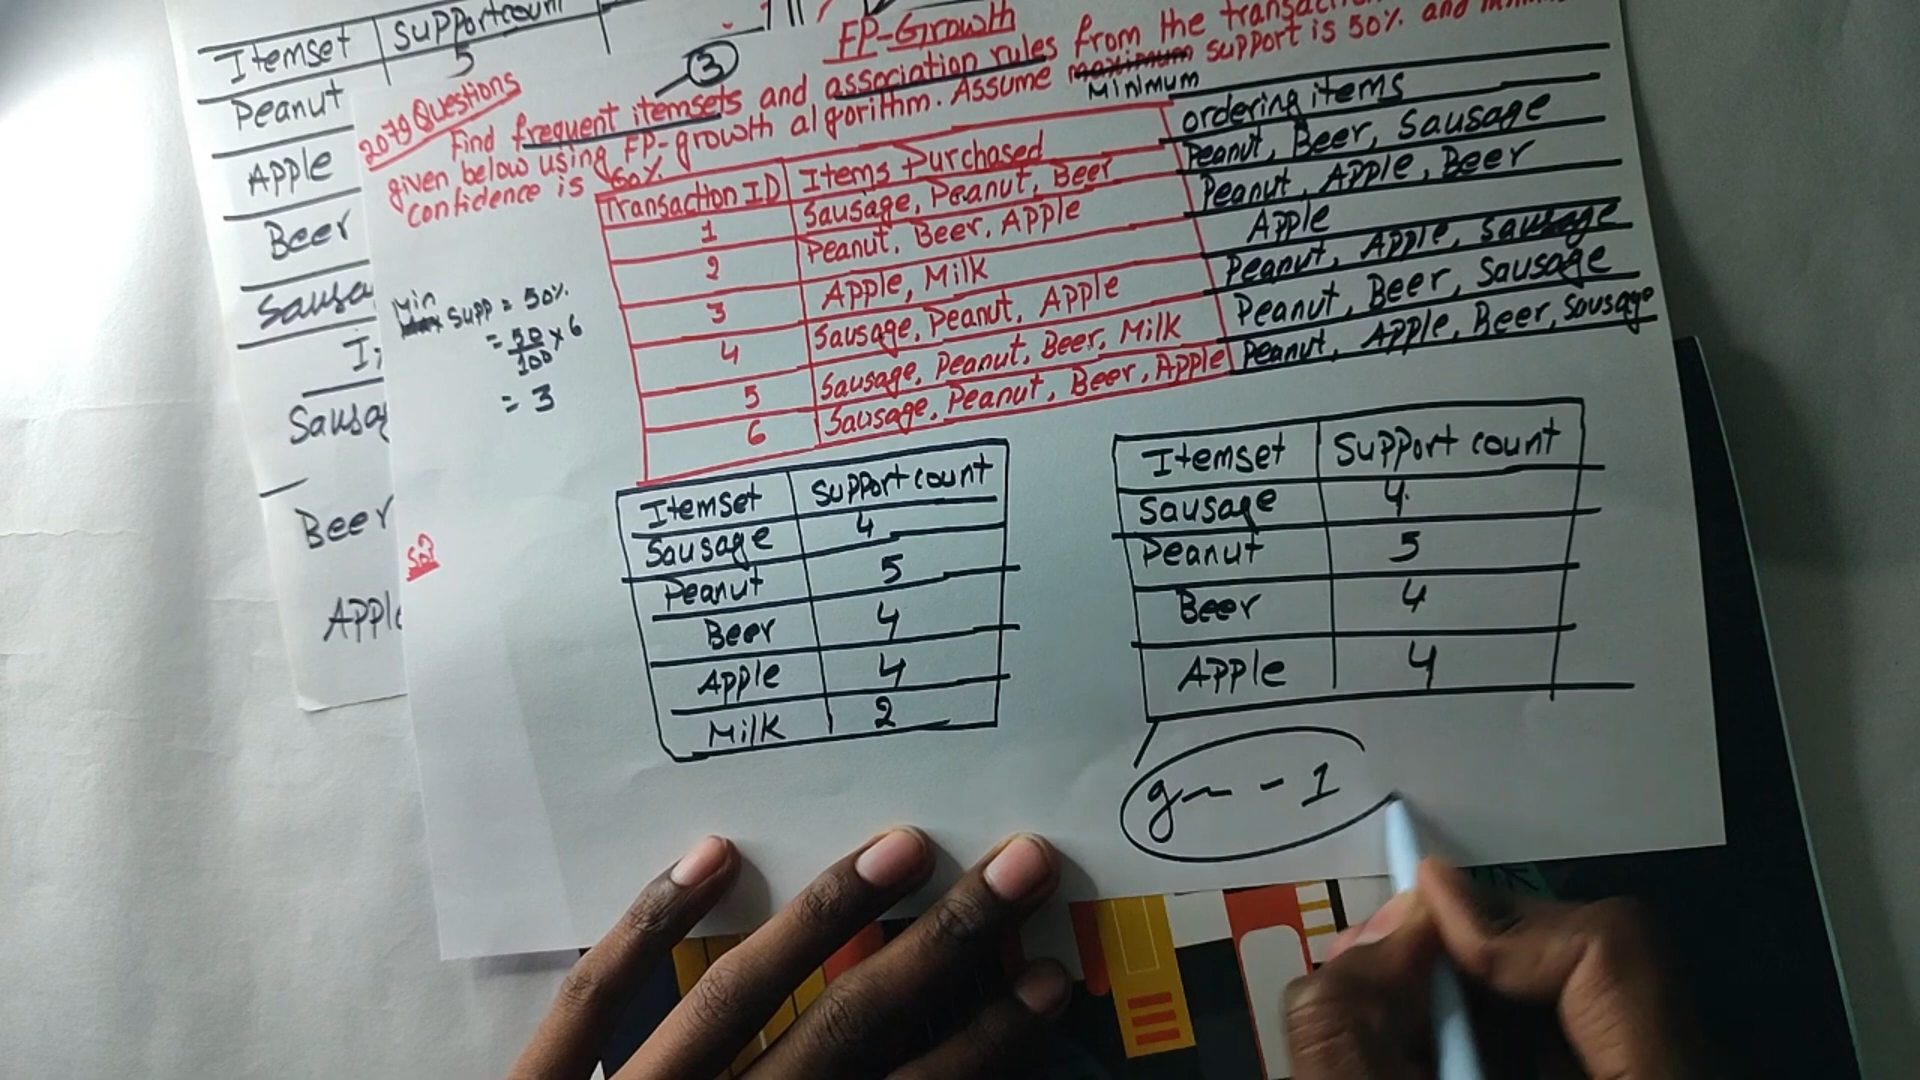 Itemset Support count
5
Peanut
Apple
Beer
Sausa
Sausag
Beer
Apple
FP-Growth
3
2079 Questions
Find frequent itemsets and association rules from the transaction
given below using FP-growth algorithm. Assume minimum support is 50% and
confidence is 60%
Transaction ID Items Purchased ordering items
1 Sausage, Peanut, Beer Peanut, Beer, Sausage
2 Peanut, Beer, Apple Peanut, Apple, Beer
3 Apple, Milk Apple
4 Sausage, Peanut, Apple Peanut, Apple, Sausage
5 Sausage, Peanut, Beer, Milk Peanut, Beer, Sausage
6 Sausage, Peanut, Beer, Apple Peanut, Apple, Beer, Sausage
Min
Supp = 50%
= 50/100 x 6
= 3
Itemset Support count
Sausage 4
Peanut 5
Beer 4
Apple 4
Milk 2
Itemset Support count
Sausage 4
Peanut 5
Beer 4
Apple 4
- 1